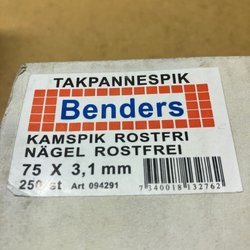 TAKPANNESPIK
Benders
KAMSPIK ROSTFRI
NÄGEL ROSTFREI
75 X 3,1 mm
250/st Art 094291
7340018132762